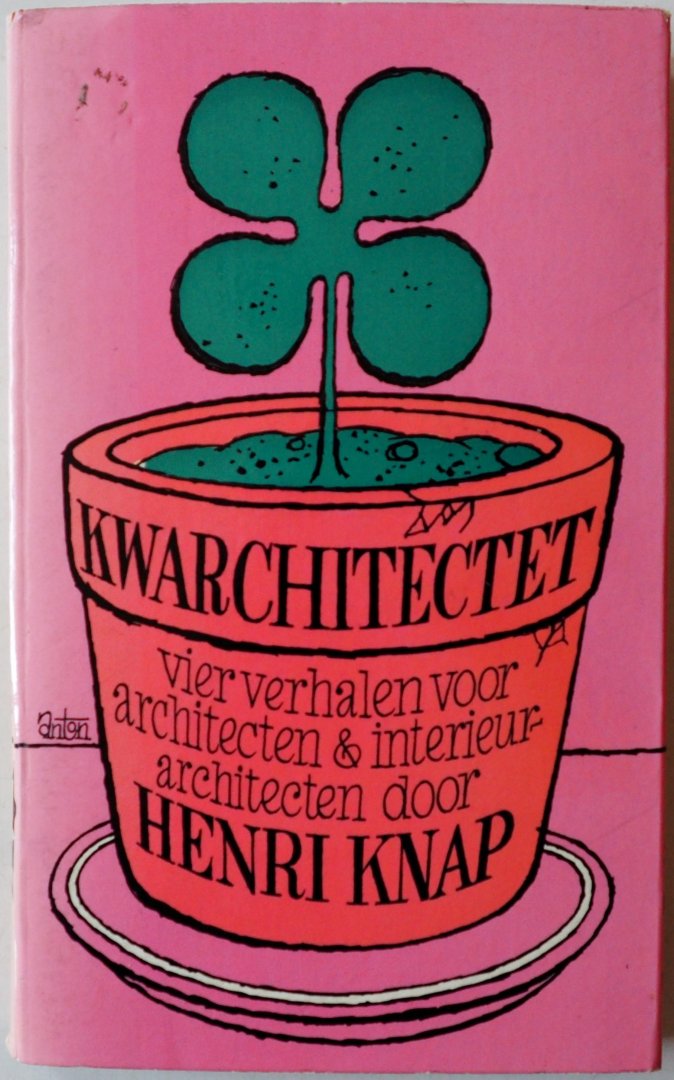 KWARCHITECTET
vier verhalen voor
architecten & interieur-
architecten door
HENRI KNAP
anton